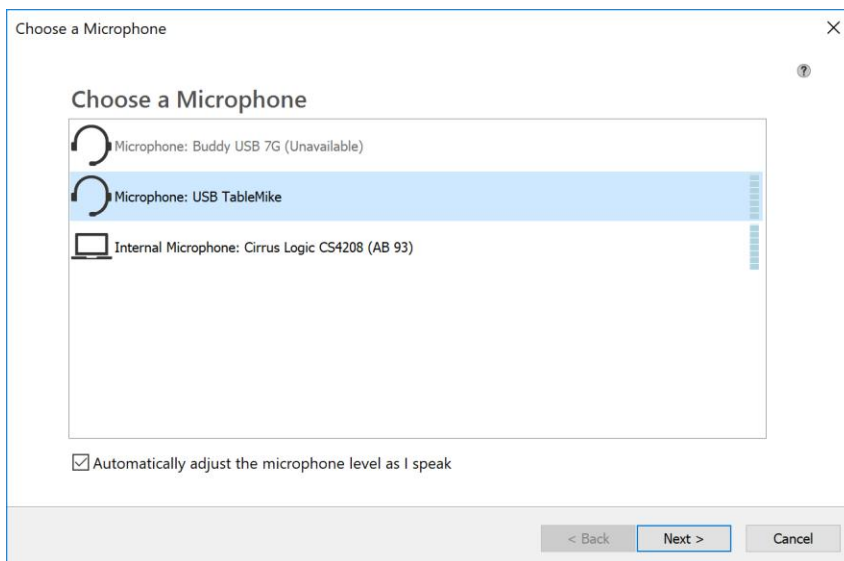 Choose a Microphone
?
Choose a Microphone
Microphone: Buddy USB 7G (Unavailable)
Microphone: USB TableMike
Internal Microphone: Cirrus Logic CS4208 (AB 93)
Automatically adjust the microphone level as I speak
< Back Next > Cancel